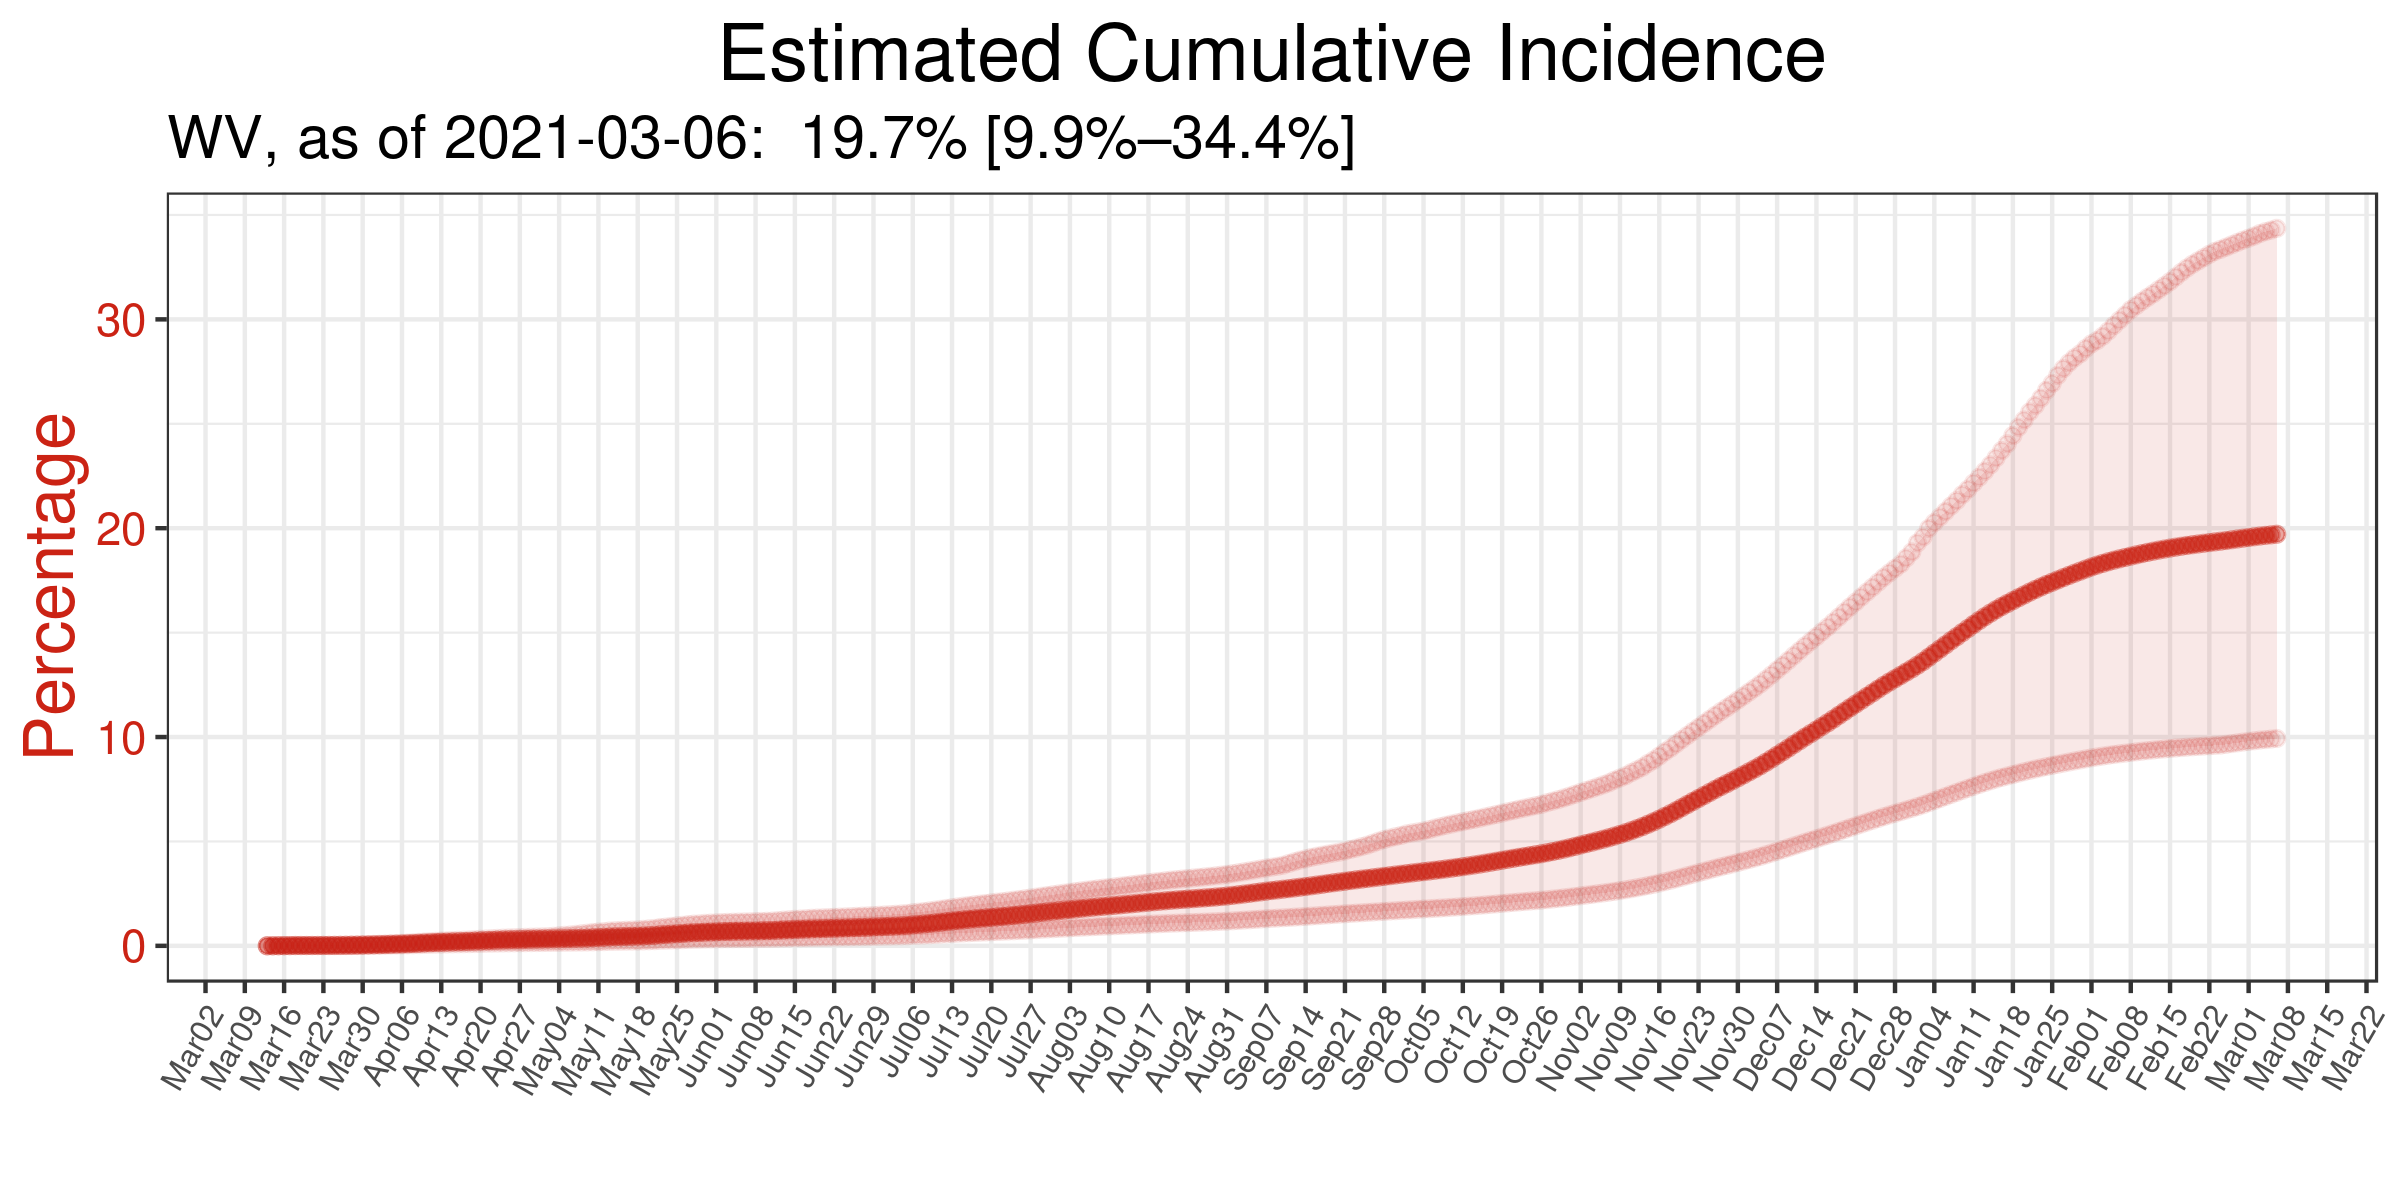 Estimated Cumulative Incidence
WV, as of 2021-03-06:  19.7% [9.9%–34.4%]
Percentage
30
20
10
0
Mar02
Mar09
Mar16
Mar23
Mar30
Apr06
Apr13
Apr20
Apr27
May04
May11
May18
May25
Jun01
Jun08
Jun15
Jun22
Jun29
Jul06
Jul13
Jul20
Jul27
Aug03
Aug10
Aug17
Aug24
Aug31
Sep07
Sep14
Sep21
Sep28
Oct05
Oct12
Oct19
Oct26
Nov02
Nov09
Nov16
Nov23
Nov30
Dec07
Dec14
Dec21
Dec28
Jan04
Jan11
Jan18
Jan25
Feb01
Feb08
Feb15
Feb22
Mar01
Mar08
Mar15
Mar22